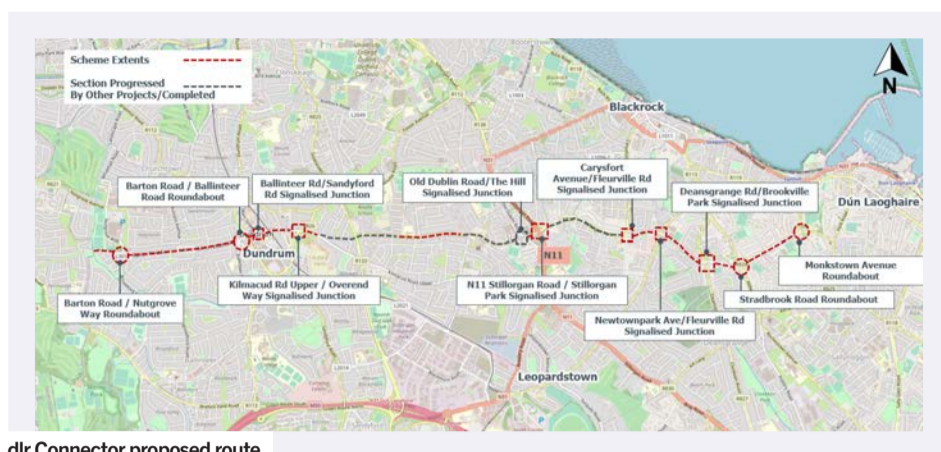 Scheme Extents
Section Progressed
By Other Projects/Completed
N
Blackrock
Dún Laoghaire
Barton Road / Ballinteer
Road Roundabout
Ballinteer Rd/Sandyford
Rd Signalised Junction
Old Dublin Road/The Hill
Signalised Junction
Carysfort
Avenue/Fleurville Rd
Signalised Junction
Deansgrange Rd/Brookville
Park Signalised Junction
Dundrum
N11
Barton Road / Nutgrove
Way Roundabout
Kilmacud Rd Upper / Overend
Way Signalised Junction
N11 Stillorgan Road / Stillorgan
Park Signalised Junction
Newtownpark Ave/Fleurville Rd
Signalised Junction
Stradbrook Road Roundabout
Monkstown Avenue
Roundabout
Leopardstown
dlr Connector proposed route